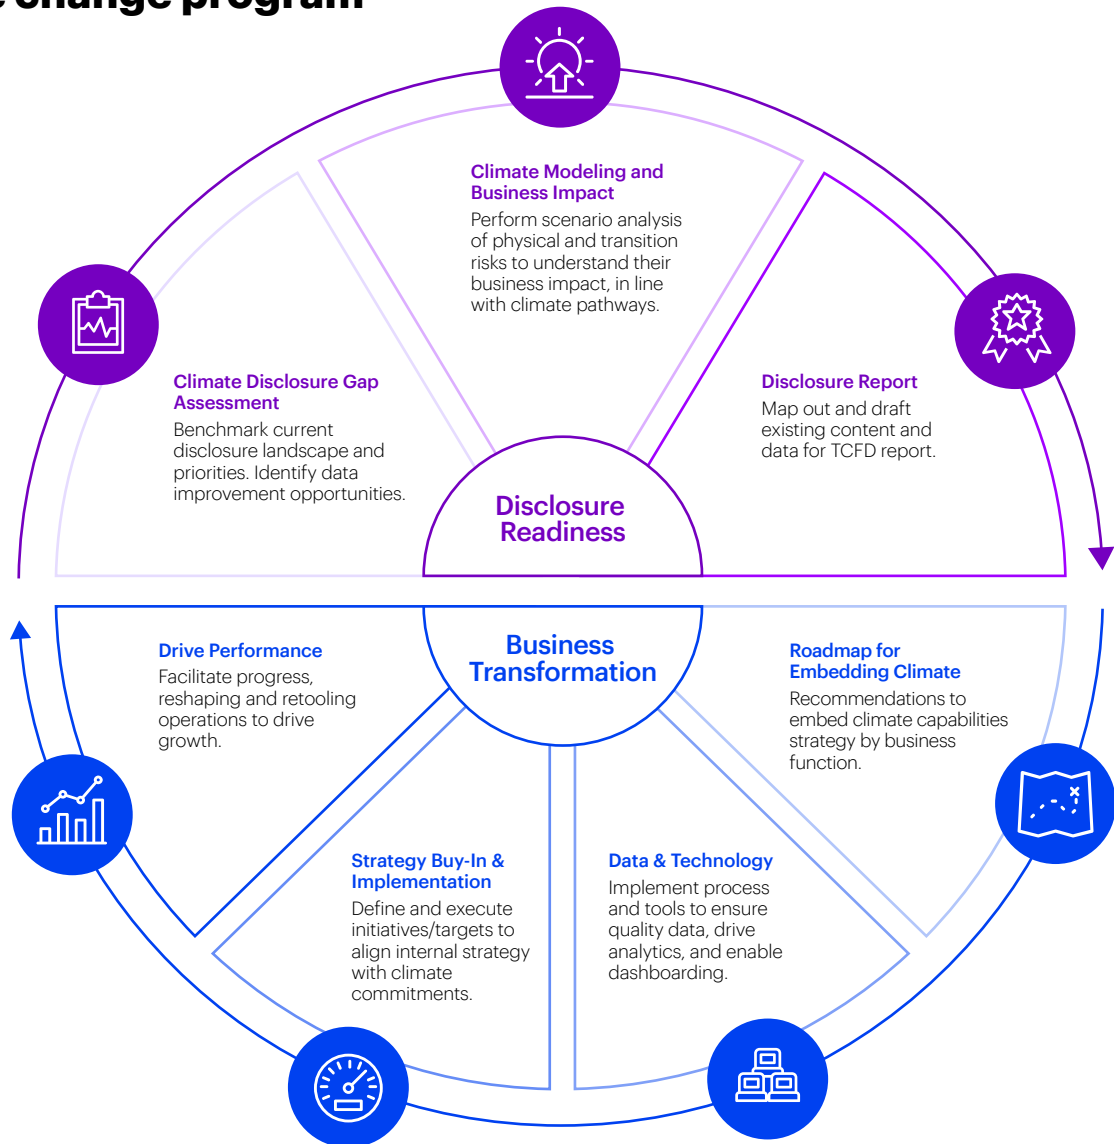 change program
Climate Modeling and
Business Impact
Perform scenario analysis
of physical and transition
risks to understand their
business impact, in line
with climate pathways.
Climate Disclosure Gap
Assessment
Benchmark current
disclosure landscape and
priorities. Identify data
improvement opportunities.
Disclosure Report
Map out and draft
existing content and
data for TCFD report.
Disclosure
Readiness
Business
Transformation
Roadmap for
Embedding Climate
Recommendations to
embed climate capabilities
strategy by business
function.
Data & Technology
Implement process
and tools to ensure
quality data, drive
analytics, and enable
dashboarding.
Strategy Buy-In &
Implementation
Define and execute
initiatives/targets to
align internal strategy
with climate
commitments.
Drive Performance
Facilitate progress,
reshaping and retooling
operations to drive
growth.